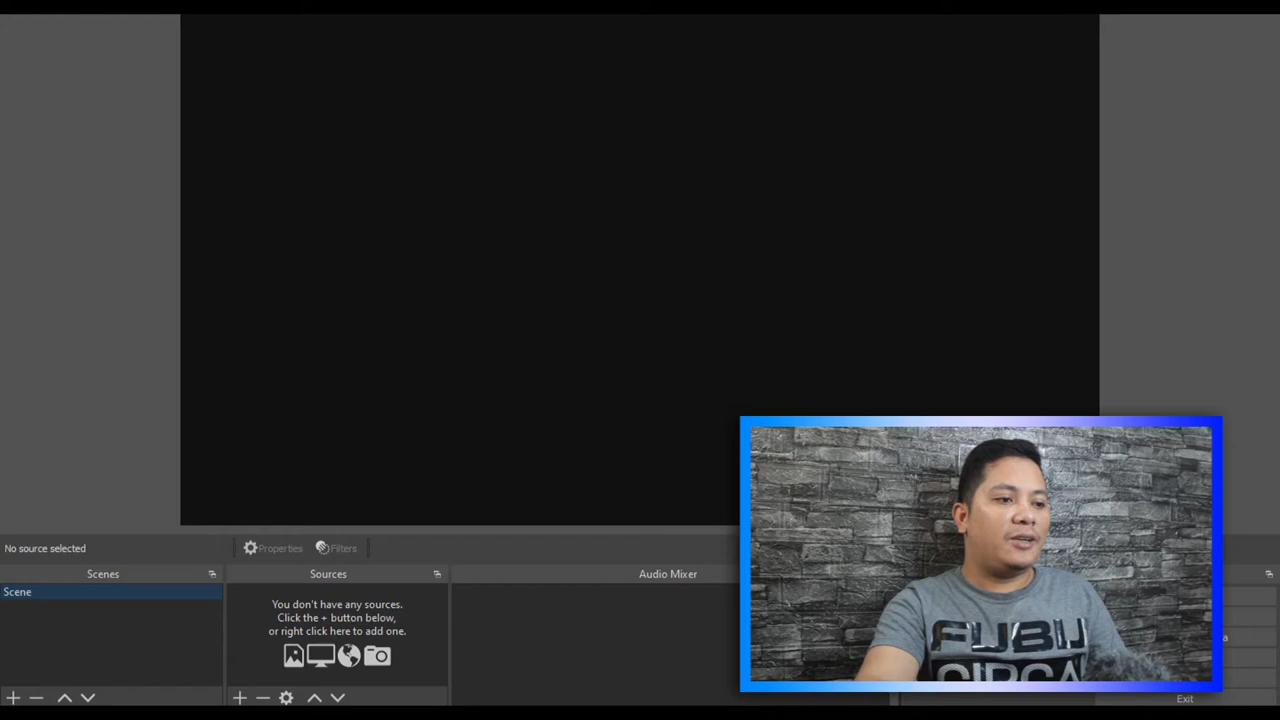 No source selected
Properties
Filters
Scenes
Sources
Audio Mixer
Scene
You don't have any sources.
Click the + button below,
or right click here to add one.
Exit
FUBU